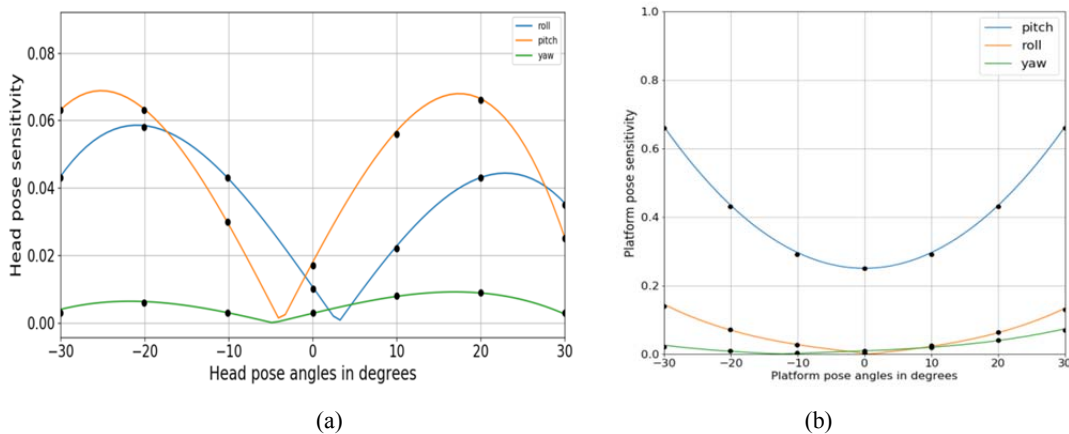 roll
pitch
yaw
0.08
0.06
0.04
0.02
0.00
Head pose sensitivity
−30 −20 −10 0 10 20 30
Head pose angles in degrees
(a)
pitch
roll
yaw
1.0
0.8
0.6
0.4
0.2
0.0
Platform pose sensitivity
−30 −20 −10 0 10 20 30
Platform pose angles in degrees
(b)